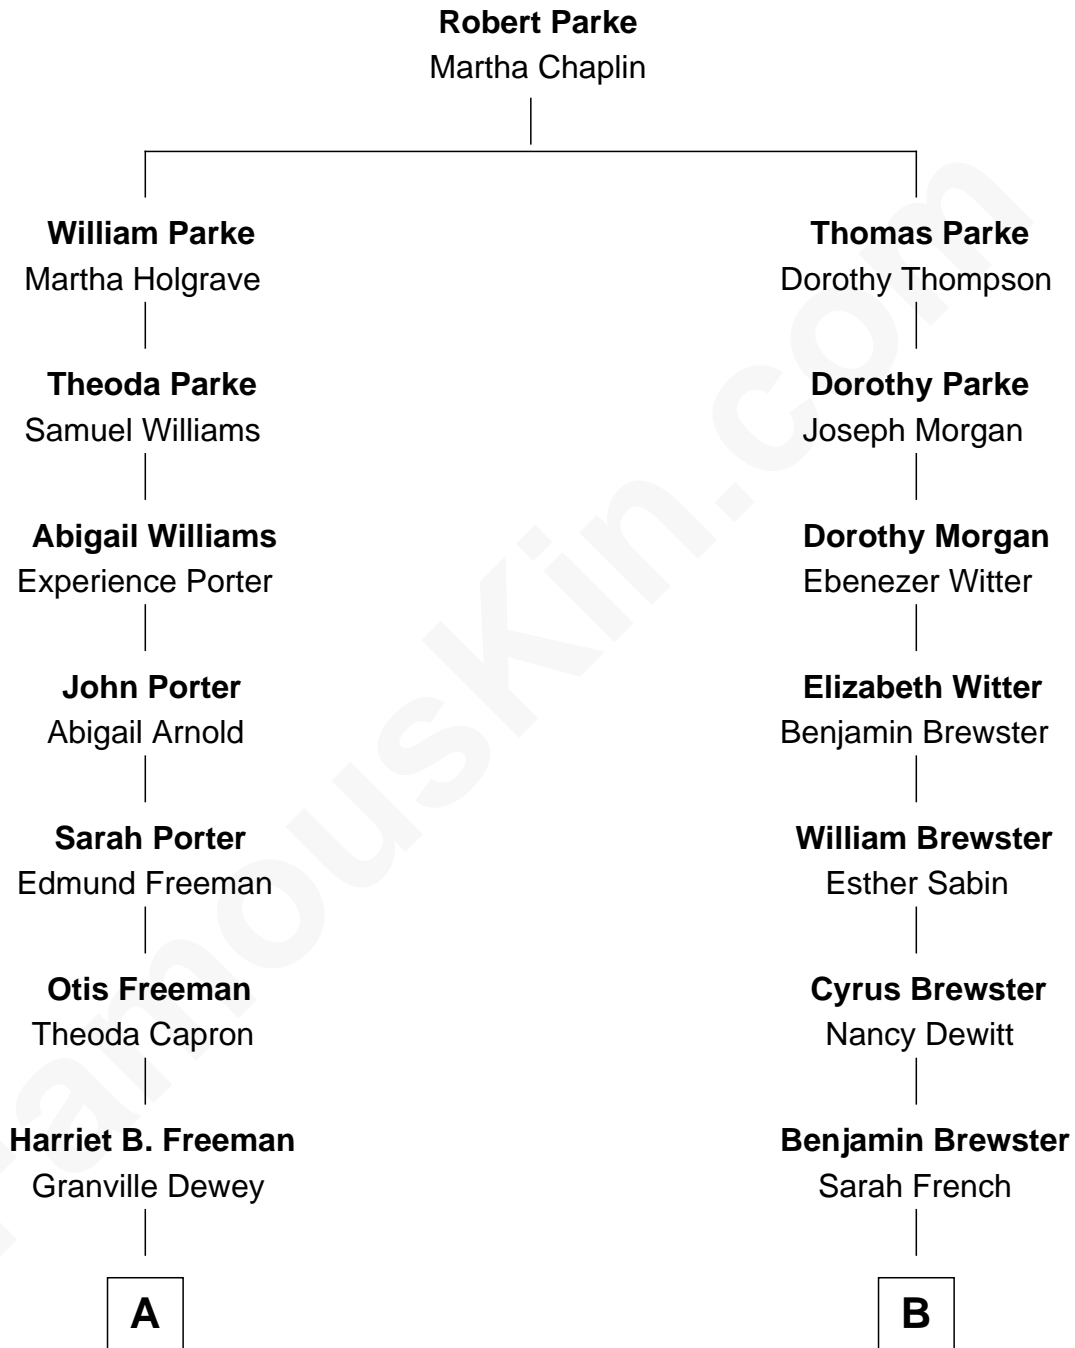 Robert Parke
Martha Chaplin
William Parke
Martha Holgrave
Thomas Parke
Dorothy Thompson
Theoda Parke
Samuel Williams
Dorothy Parke
Joseph Morgan
Abigail Williams
Experience Porter
Dorothy Morgan
Ebenezer Witter
John Porter
Abigail Arnold
Elizabeth Witter
Benjamin Brewster
Sarah Porter
Edmund Freeman
William Brewster
Esther Sabin
Otis Freeman
Theoda Capron
Cyrus Brewster
Nancy Dewitt
Harriet B. Freeman
Granville Dewey
Benjamin Brewster
Sarah French
A
B
FamousKin.com